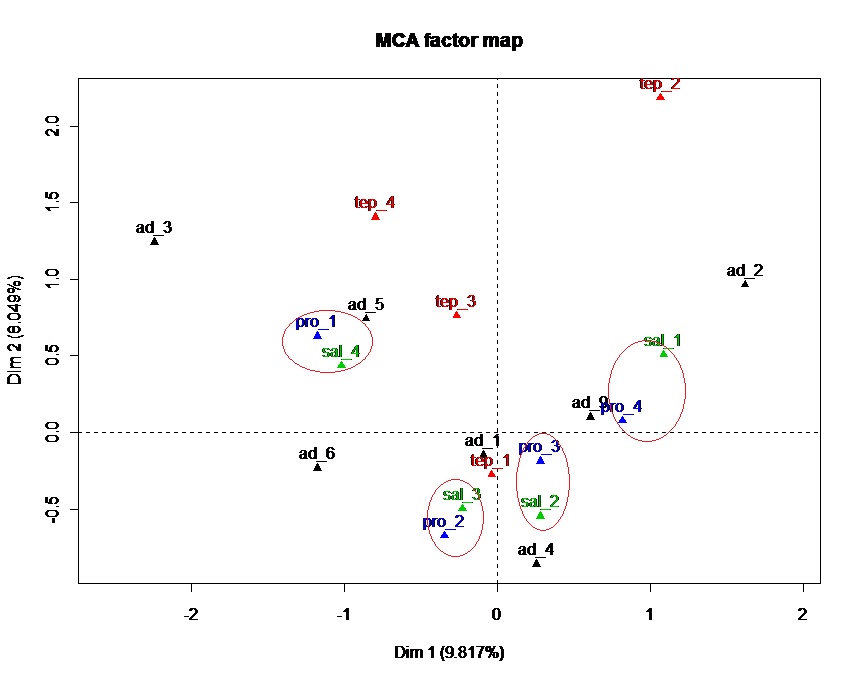 MCA factor map
tep_2
tep_4
ad_3
ad_2
tep_3
ad_5
pro_1
sal_1
sal_4
ad_9
pro_4
ad_1
pro_3
ad_6
tep_1
sal_3
sal_2
pro_2
ad_4
2.0
1.5
1.0
0.5
0.0
-0.5
Dim 2 (8.049%)
-2
-1
0
1
2
Dim 1 (9.817%)